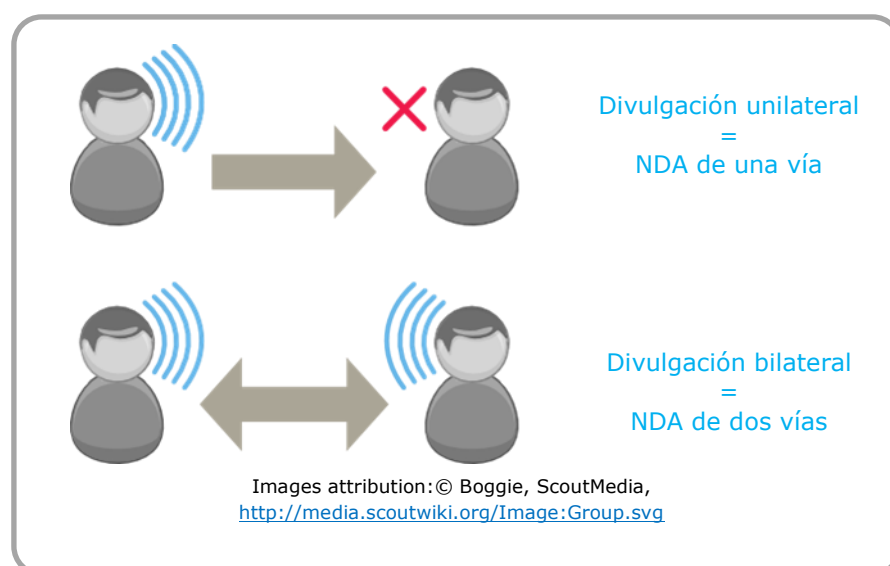 Divulgación unilateral
=
NDA de una vía
Divulgación bilateral
=
NDA de dos vías
Images attribution:© Boggie, ScoutMedia,
http://media.scoutwiki.org/Image:Group.svg